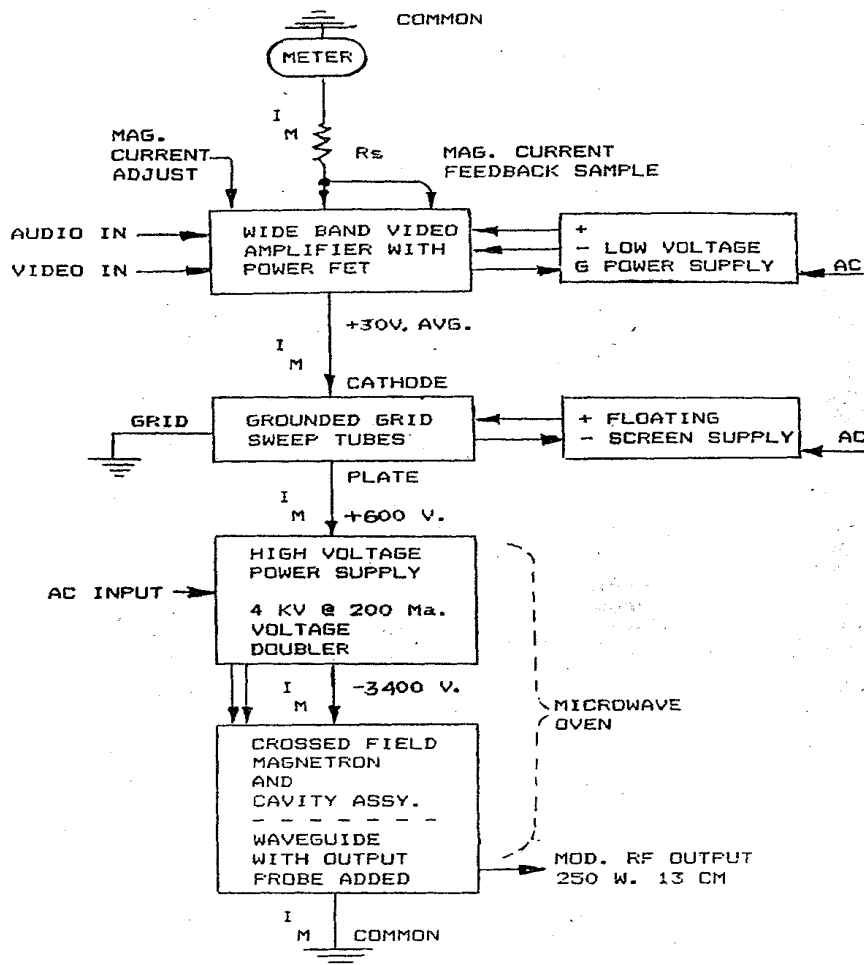 COMMON
METER
I
M
Rs
MAG.
CURRENT
ADJUST
MAG. CURRENT
FEEDBACK SAMPLE
AUDIO IN
VIDEO IN
WIDE BAND VIDEO
AMPLIFIER WITH
POWER FET
+
- LOW VOLTAGE
G POWER SUPPLY
AC
+30V. AVG.
I
M
CATHODE
GRID
GROUNDED GRID
SWEEP TUBES
+ FLOATING
- SCREEN SUPPLY
AC
PLATE
I
M
+600 V.
AC INPUT
HIGH VOLTAGE
POWER SUPPLY
4 KV @ 200 Ma.
VOLTAGE
DOUBLER
I
M
-3400 V.
MICROWAVE
OVEN
CROSSED FIELD
MAGNETRON
AND
CAVITY ASSY.
WAVEGUIDE
WITH OUTPUT
PROBE ADDED
MOD. RF OUTPUT
250 W. 13 CM
I
M
COMMON